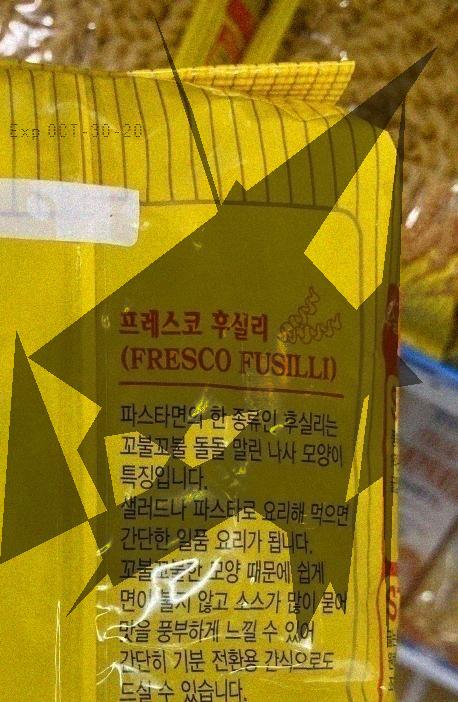 Exp OCT-30-20
프레스코 후실리
(FRESCO FUSILLI)
파스타면의 한 종류인 후실리는
꼬불꼬불 돌돌 말린 나사 모양이
특징입니다.
샐러드나 파스타로 요리해 먹으면
간단한 일품 요리가 됩니다.
꼬불꼬불한 모양 때문에 쉽게
면이 불지 않고 소스가 많이 묻어
맛을 풍부하게 느낄 수 있어
간단히 기분 전환용 간식으로도
드실 수 있습니다.